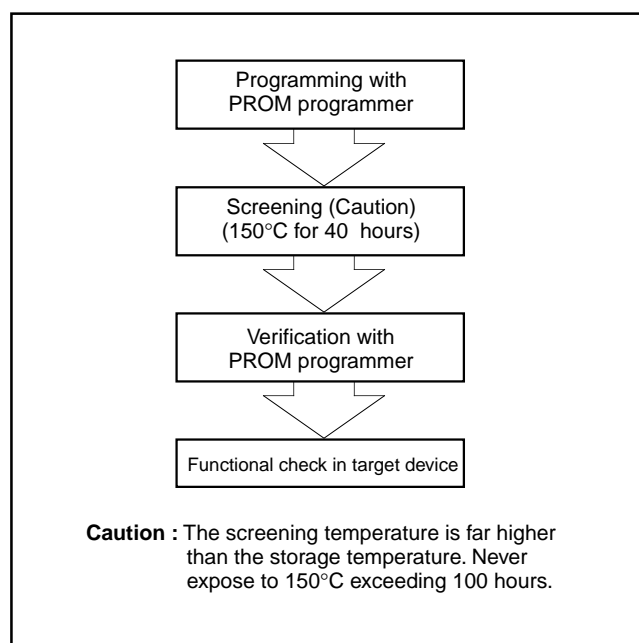 Programming with
PROM programmer
Screening (Caution)
(150°C for 40 hours)
Verification with
PROM programmer
Functional check in target device
Caution : The screening temperature is far higher
than the storage temperature. Never
expose to 150°C exceeding 100 hours.